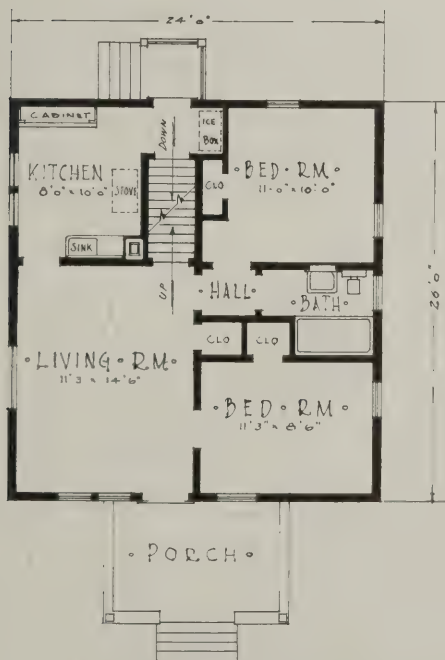 24'0"
CABINET
KITCHEN
8'0" x 10'0"
STOVE
SINK
DOWN
ICE
BOX
BED · RM
11'0" x 10'0"
CLO
UP
HALL
BATH
26'0"
CLO
CLO
LIVING · RM
11'3 x 14'6"
BED · RM
11'3" x 8'6"
PORCH